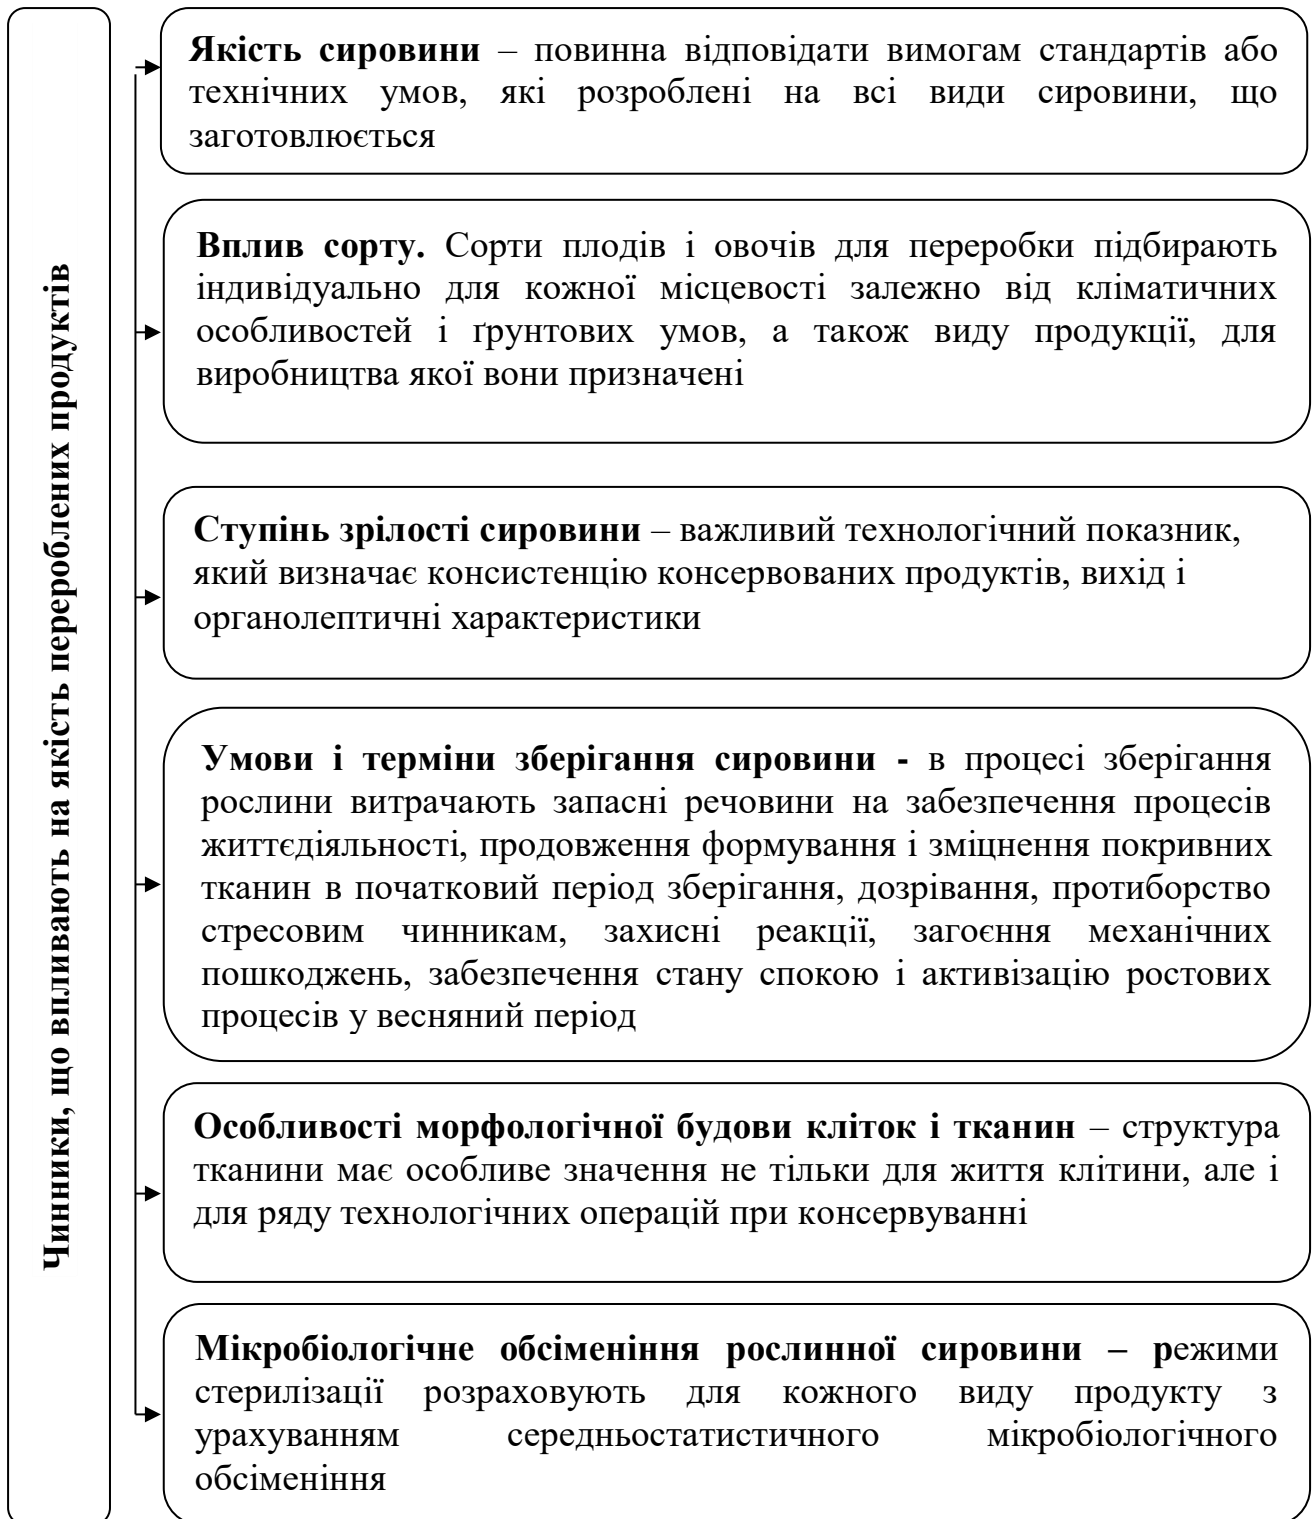 Чинники, що впливають на якість перероблених продуктів
Якість сировини – повинна відповідати вимогам стандартів або
технічних умов, які розроблені на всі види сировини, що
заготовлюється
Вплив сорту. Сорти плодів і овочів для переробки підбирають
індивідуально для кожної місцевості залежно від кліматичних
особливостей і ґрунтових умов, а також виду продукції, для
виробництва якої вони призначені
Ступінь зрілості сировини – важливий технологічний показник,
який визначає консистенцію консервованих продуктів, вихід і
органолептичні характеристики
Умови і терміни зберігання сировини - в процесі зберігання
рослини витрачають запасні речовини на забезпечення процесів
життєдіяльності, продовження формування і зміцнення покривних
тканин в початковий період зберігання, дозрівання, протиборство
стресовим чинникам, захисні реакції, загоєння механічних
пошкоджень, забезпечення стану спокою і активізацію ростових
процесів у весняний період
Особливості морфологічної будови кліток і тканин – структура
тканини має особливе значення не тільки для життя клітини, але і
для ряду технологічних операцій при консервуванні
Мікробіологічне обсіменіння рослинної сировини – режими
стерилізації розраховують для кожного виду продукту з
урахуванням середньостатистичного мікробіологічного
обсіменіння